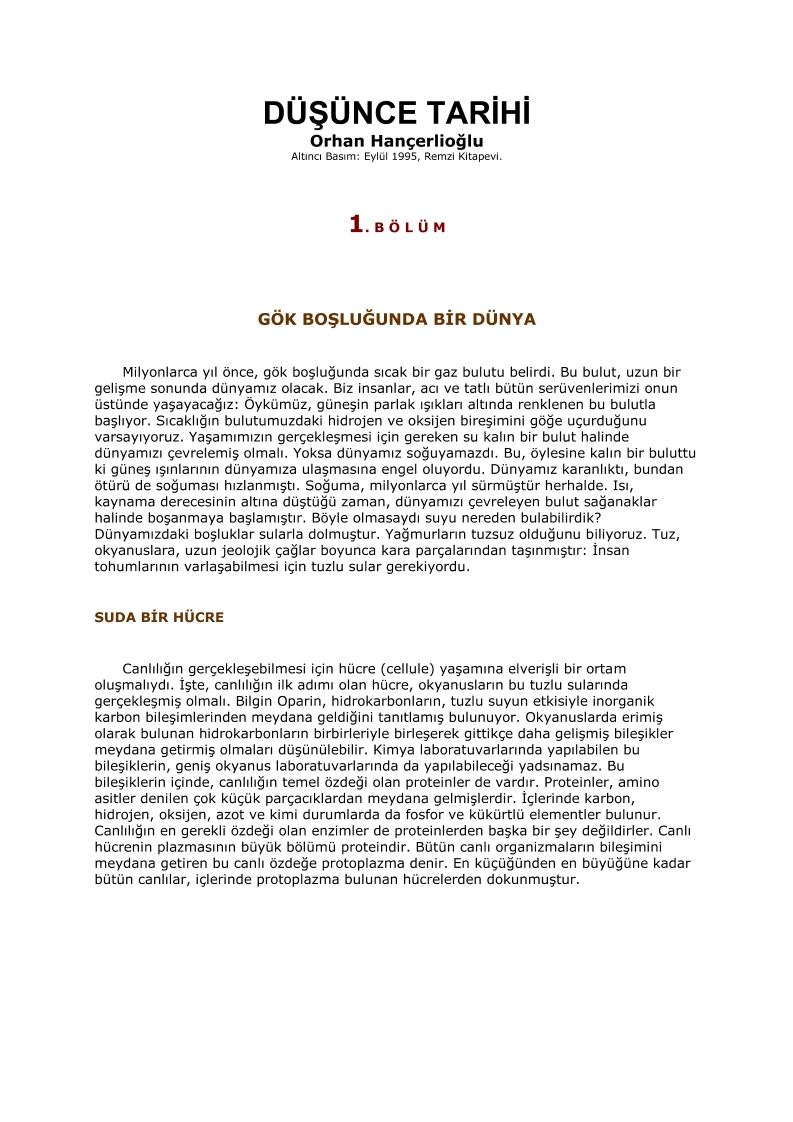 DÜŞÜNCE TARİHİ
Orhan Hançerlioğlu
Altıncı Basım: Eylül 1995, Remzi Kitapevi.
1. B Ö L Ü M
GÖK BOŞLUĞUNDA BİR DÜNYA
Milyonlarca yıl önce, gök boşluğunda sıcak bir gaz bulutu belirdi. Bu bulut, uzun bir
gelişme sonunda dünyamız olacak. Biz insanlar, acı ve tatlı bütün serüvenlerimizi onun
üstünde yaşayacağız: Öykümüz, güneşin parlak ışıkları altında renklenen bu bulutla
başlıyor. Sıcaklığın bulutumuzdaki hidrojen ve oksijen bireşimini göğe uçurduğunu
varsayıyoruz. Yaşamımızın gerçekleşmesi için gereken su kalın bir bulut halinde
dünyamızı çevrelemiş olmalı. Yoksa dünyamız soğuyamazdı. Bu, öylesine kalın bir buluttu
ki güneş ışınlarının dünyamıza ulaşmasına engel oluyordu. Dünyamız karanlıktı, bundan
ötürü de soğuması hızlanmıştı. Soğuma, milyonlarca yıl sürmüştür herhalde. Isı,
kaynama derecesinin altına düştüğü zaman, dünyamızı çevreleyen bulut sağanaklar
halinde boşanmaya başlamıştır. Böyle olmasaydı suyu nereden bulabilirdik?
Dünyamızdaki boşluklar sularla dolmuştur. Yağmurların tuzsuz olduğunu biliyoruz. Tuz,
okyanuslara, uzun jeolojik çağlar boyunca kara parçalarından taşınmıştır: İnsan
tohumlarının varlaşabilmesi için tuzlu sular gerekiyordu.
SUDA BİR HÜCRE
Canlılığın gerçekleşebilmesi için hücre (cellule) yaşamına elverişli bir ortam
oluşmalıydı. İşte, canlılığın ilk adımı olan hücre, okyanusların bu tuzlu sularında
gerçekleşmiş olmalı. Bilgin Oparin, hidrokarbonların, tuzlu suyun etkisiyle inorganik
karbon bileşimlerinden meydana geldiğini tanıtlamış bulunuyor. Okyanuslarda erimiş
olarak bulunan hidrokarbonların birbirleriyle birleşerek gittikçe daha gelişmiş bileşikler
meydana getirmiş olmaları düşünülebilir. Kimya laboratuvarlarında yapılabilen bu
bileşiklerin, geniş okyanus laboratuvarlarında da yapılabileceği yadsınamaz. Bu
bileşiklerin içinde, canlılığın temel özdeği olan proteinler de vardır. Proteinler, amino
asitler denilen çok küçük parçacıklardan meydana gelmişlerdir. İçlerinde karbon,
hidrojen, oksijen, azot ve kimi durumlarda da fosfor ve kükürtlü elementler bulunur.
Canlılığın en gerekli özdeği olan enzimler de proteinlerden başka bir şey değildirler. Canlı
hücrenin plazmasının büyük bölümü proteindir. Bütün canlı organizmaların bileşimini
meydana getiren bu canlı özdeğe protoplazma denir. En küçüğünden en büyüğüne kadar
bütün canlılar, içlerinde protoplazma bulunan hücrelerden dokunmuştur.